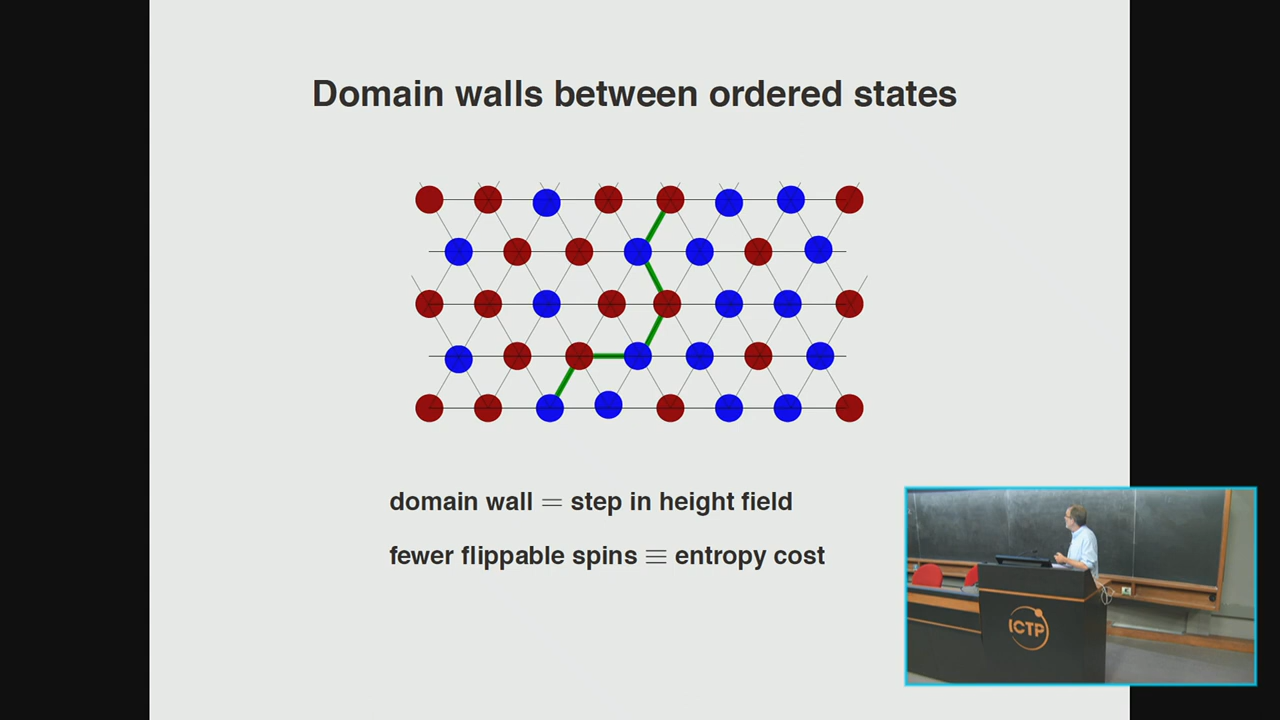 Domain walls between ordered states
domain wall = step in height field
fewer flippable spins ≡ entropy cost
ICTP